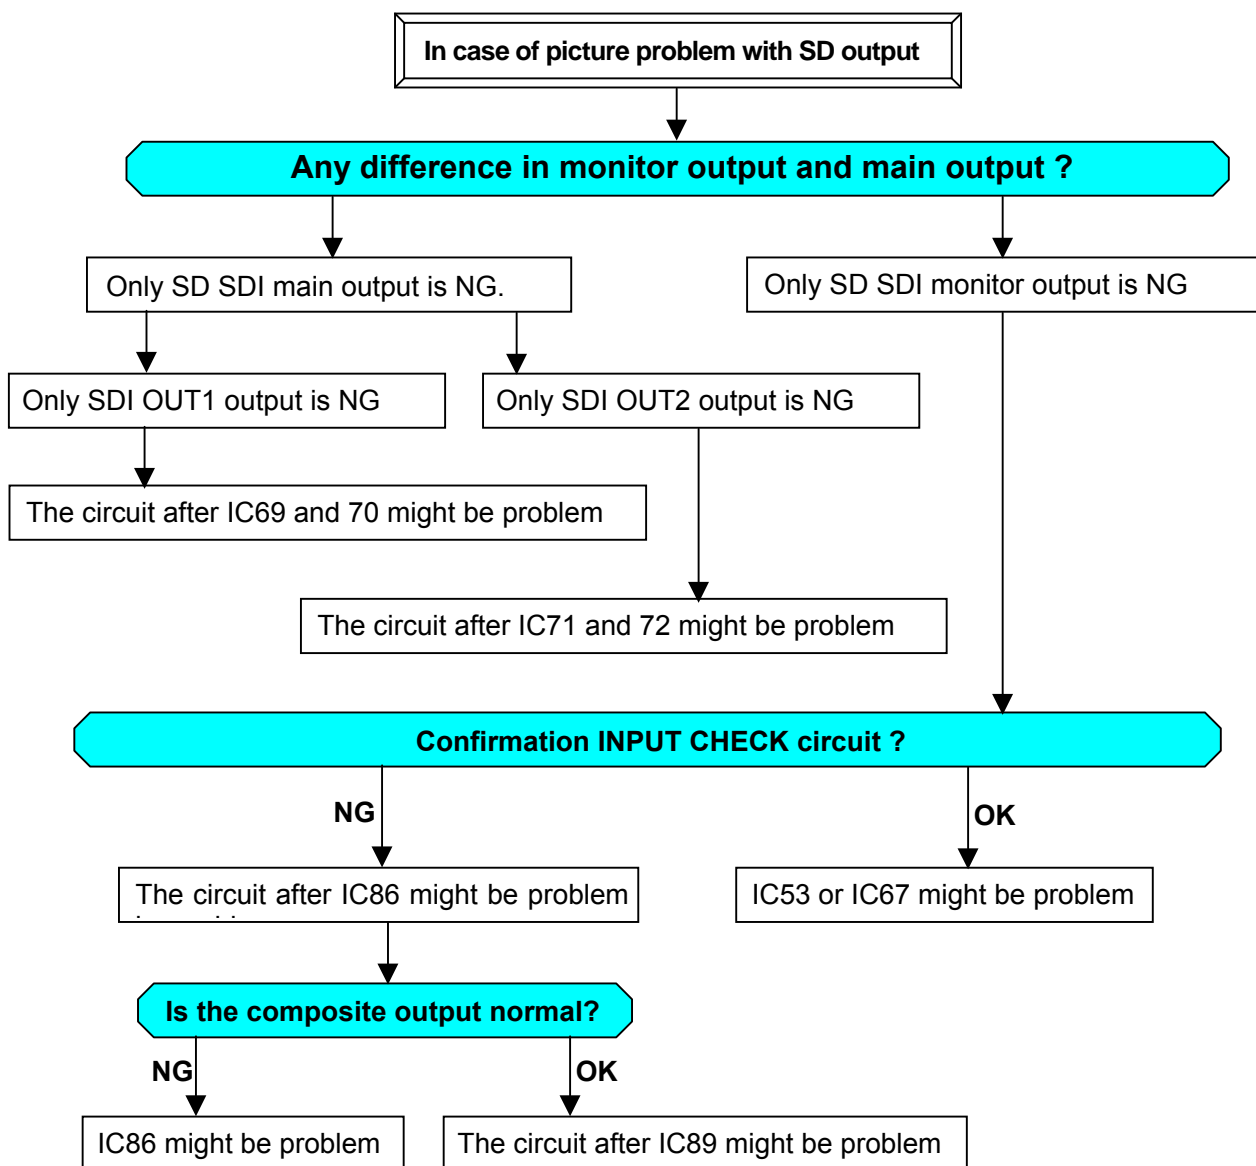 In case of picture problem with SD output
Any difference in monitor output and main output ?
Only SD SDI main output is NG.
Only SD SDI monitor output is NG
Only SDI OUT1 output is NG
Only SDI OUT2 output is NG
The circuit after IC69 and 70 might be problem
The circuit after IC71 and 72 might be problem
Confirmation INPUT CHECK circuit ?
NG
OK
The circuit after IC86 might be problem
IC53 or IC67 might be problem
Is the composite output normal?
NG
OK
IC86 might be problem
The circuit after IC89 might be problem